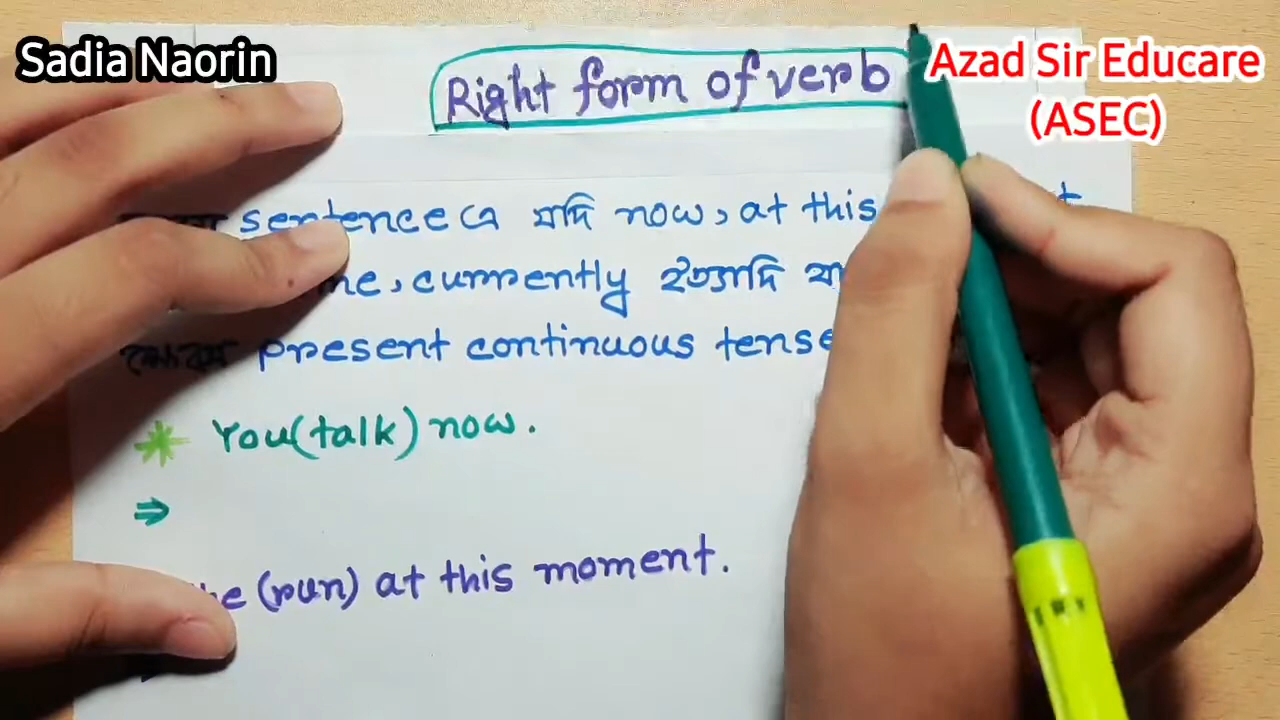 Sadia Naorin
Azad Sir Educare
(ASEC)
Right form of verb
sentence এ যদি now, at this
currently ইত্যাদি
present continuous tense
You (talk) now.
⇒
(run) at this moment.